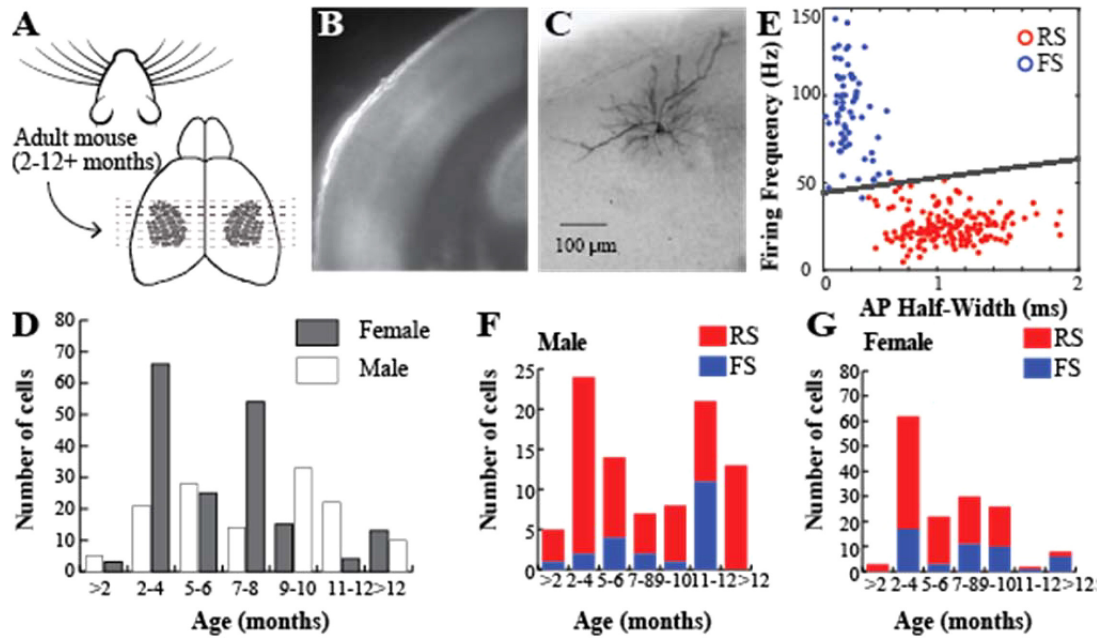 A
Adult mouse
(2-12+ months)
B
C
100 μm
E
Firing Frequency (Hz)
150
100
50
0
RS
FS
0
1
2
AP Half-Width (ms)
D
Number of cells
80
70
60
50
40
30
20
10
0
Female
Male
>2
2-4
5-6
7-8
9-10
11-12
>12
Age (months)
F
Male
RS
FS
Number of cells
25
20
15
10
5
0
>2
2-4
5-6
7-8
9-10
11-12
>12
Age (months)
G
Female
RS
FS
Number of cells
80
70
60
50
40
30
20
10
0
>2
2-4
5-6
7-8
9-10
11-12
>12
Age (months)